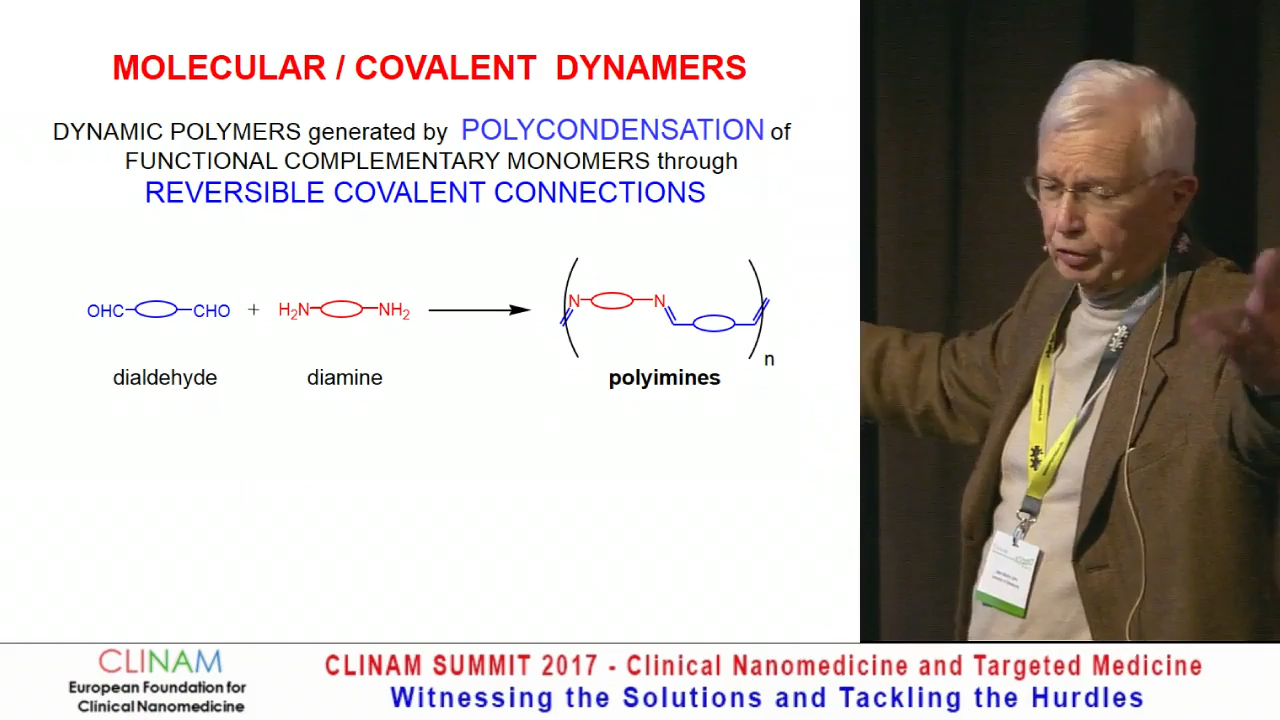 MOLECULAR / COVALENT DYNAMERS
DYNAMIC POLYMERS generated by POLYCONDENSATION of
FUNCTIONAL COMPLEMENTARY MONOMERS through
REVERSIBLE COVALENT CONNECTIONS
OHC CHO + H₂N NH₂ N N n
dialdehyde diamine polyimines
CLINAM
European Foundation for
Clinical Nanomedicine
CLINAM SUMMIT 2017 - Clinical Nanomedicine and Targeted Medicine
Witnessing the Solutions and Tackling the Hurdles